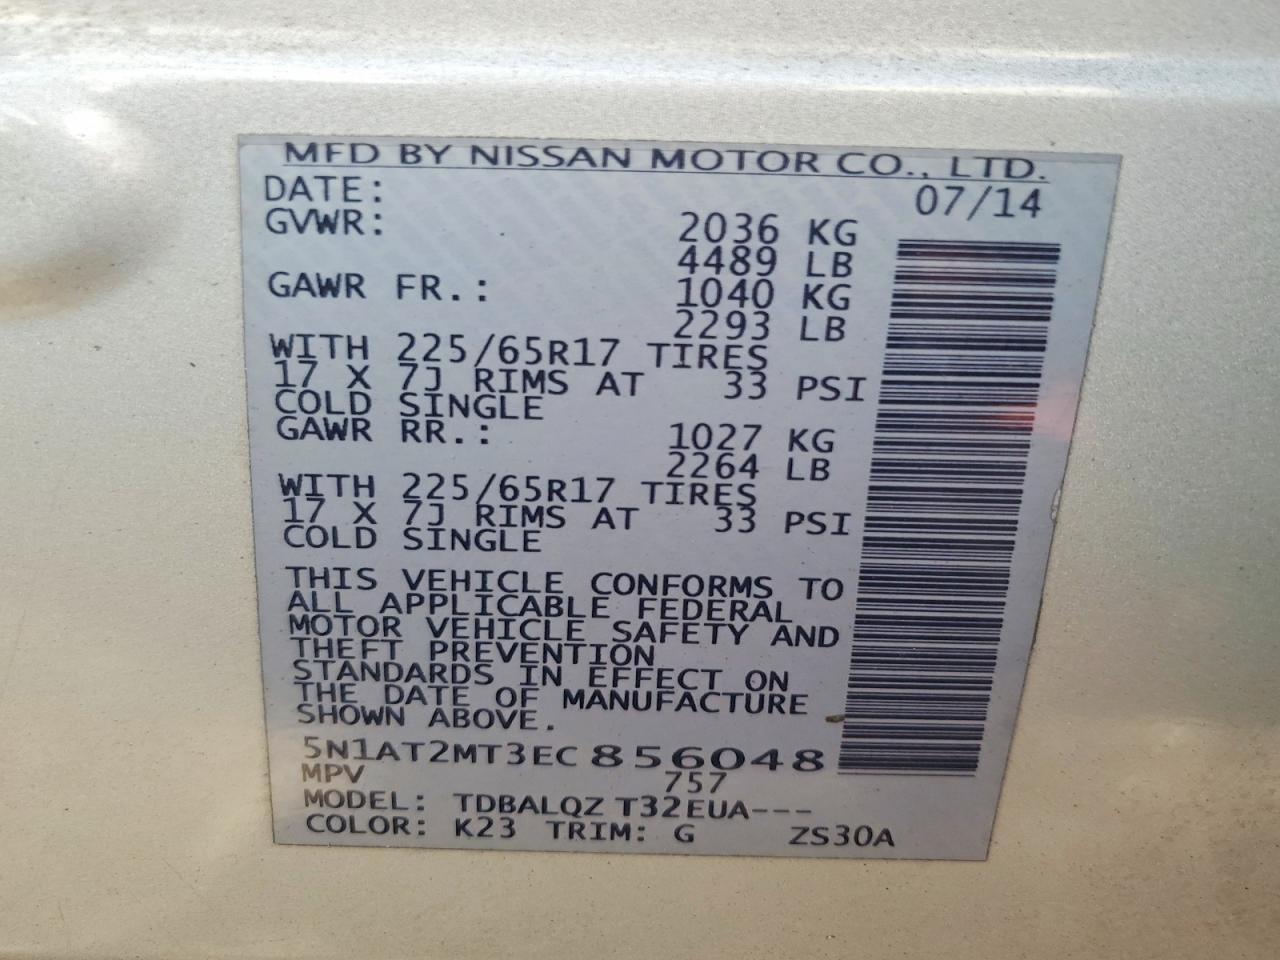 MFD BY NISSAN MOTOR CO., LTD.
DATE: 07/14
GVWR: 2036 KG
4489 LB
GAWR FR.: 1040 KG
2293 LB
WITH 225/65R17 TIRES
17 X 7J RIMS AT 33 PSI
COLD SINGLE
GAWR RR.: 1027 KG
2264 LB
WITH 225/65R17 TIRES
17 X 7J RIMS AT 33 PSI
COLD SINGLE
THIS VEHICLE CONFORMS TO
ALL APPLICABLE FEDERAL
MOTOR VEHICLE SAFETY AND
THEFT PREVENTION
STANDARDS IN EFFECT ON
THE DATE OF MANUFACTURE
SHOWN ABOVE.
5N1AT2MT3EC856048
MPV 757
MODEL: TDBALQZ T32EUA---
COLOR: K23 TRIM: G ZS30A